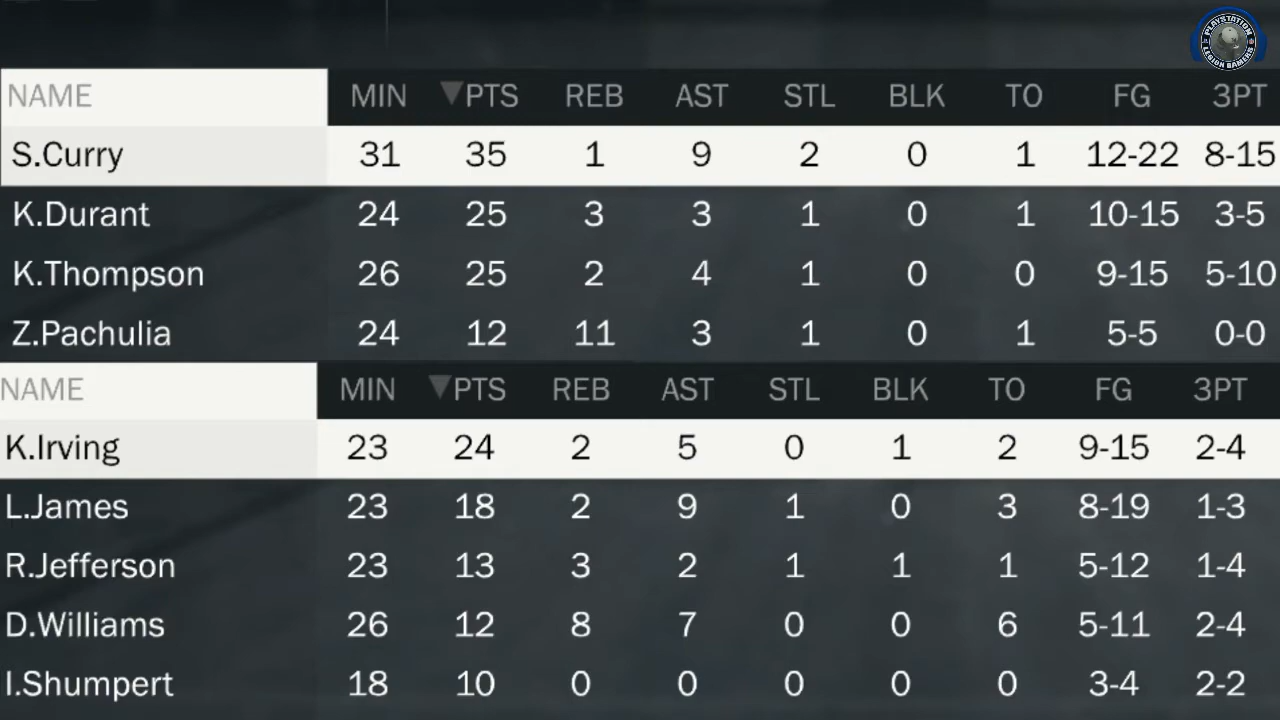 PLAYSTATION
LEGION GAMERS
NAME MIN ▼PTS REB AST STL BLK TO FG 3PT
S.Curry 31 35 1 9 2 0 1 12-22 8-15
K.Durant 24 25 3 3 1 0 1 10-15 3-5
K.Thompson 26 25 2 4 1 0 0 9-15 5-10
Z.Pachulia 24 12 11 3 1 0 1 5-5 0-0
NAME MIN ▼PTS REB AST STL BLK TO FG 3PT
K.Irving 23 24 2 5 0 1 2 9-15 2-4
L.James 23 18 2 9 1 0 3 8-19 1-3
R.Jefferson 23 13 3 2 1 1 1 5-12 1-4
D.Williams 26 12 8 7 0 0 6 5-11 2-4
I.Shumpert 18 10 0 0 0 0 0 3-4 2-2